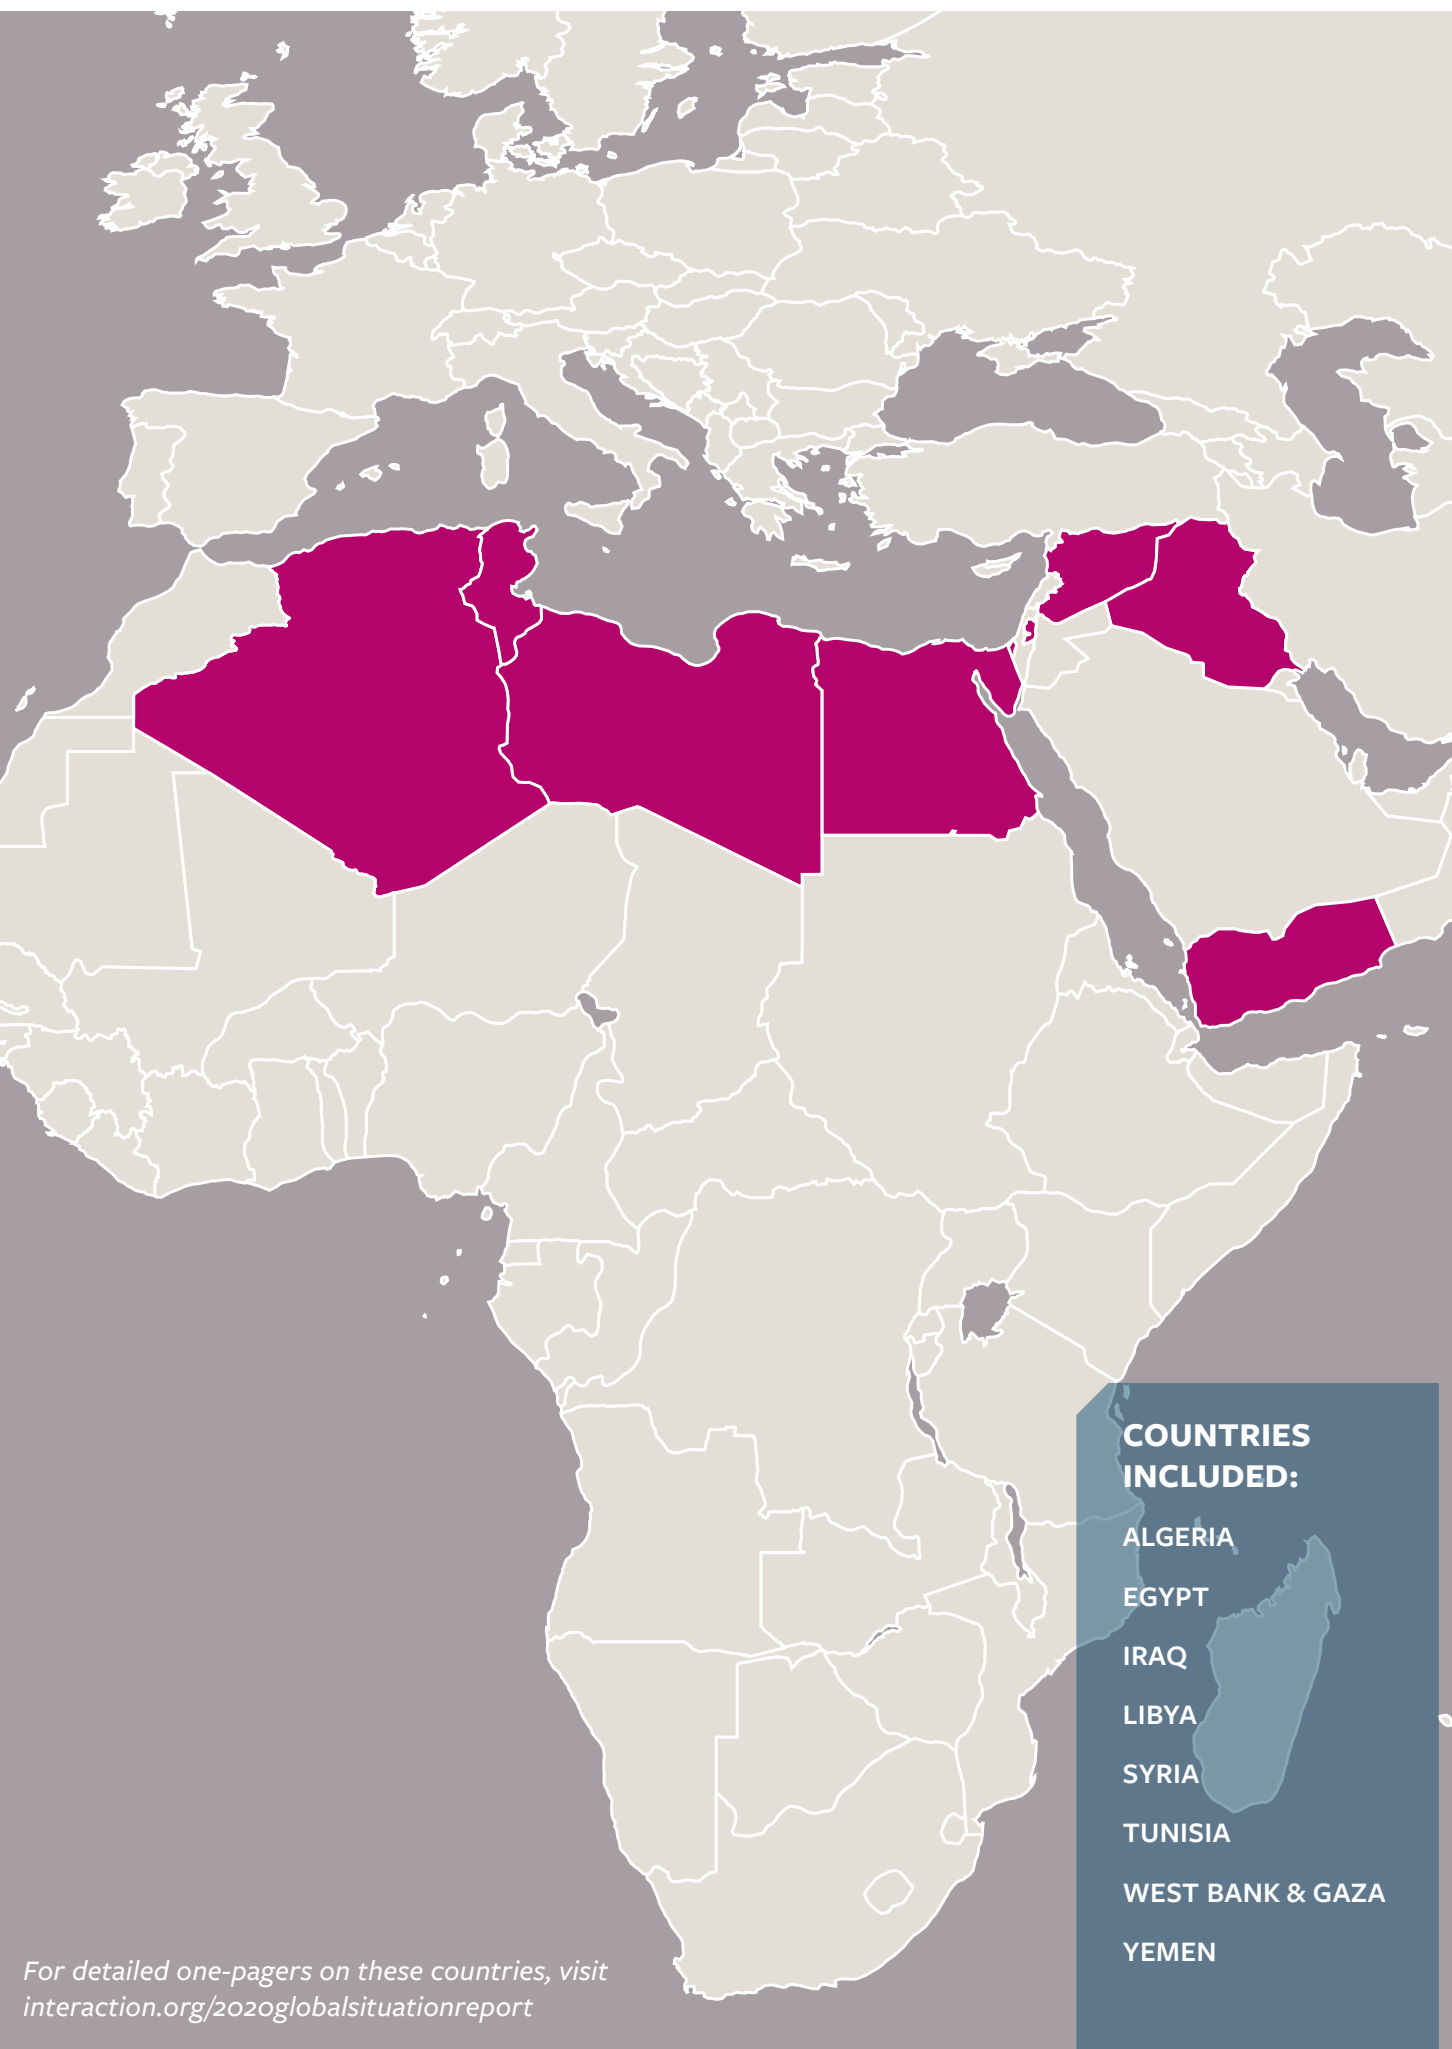 COUNTRIES
INCLUDED:
ALGERIA
EGYPT
IRAQ
LIBYA
SYRIA
TUNISIA
WEST BANK & GAZA
YEMEN
For detailed one-pagers on these countries, visit
interaction.org/2020globalsituationreport